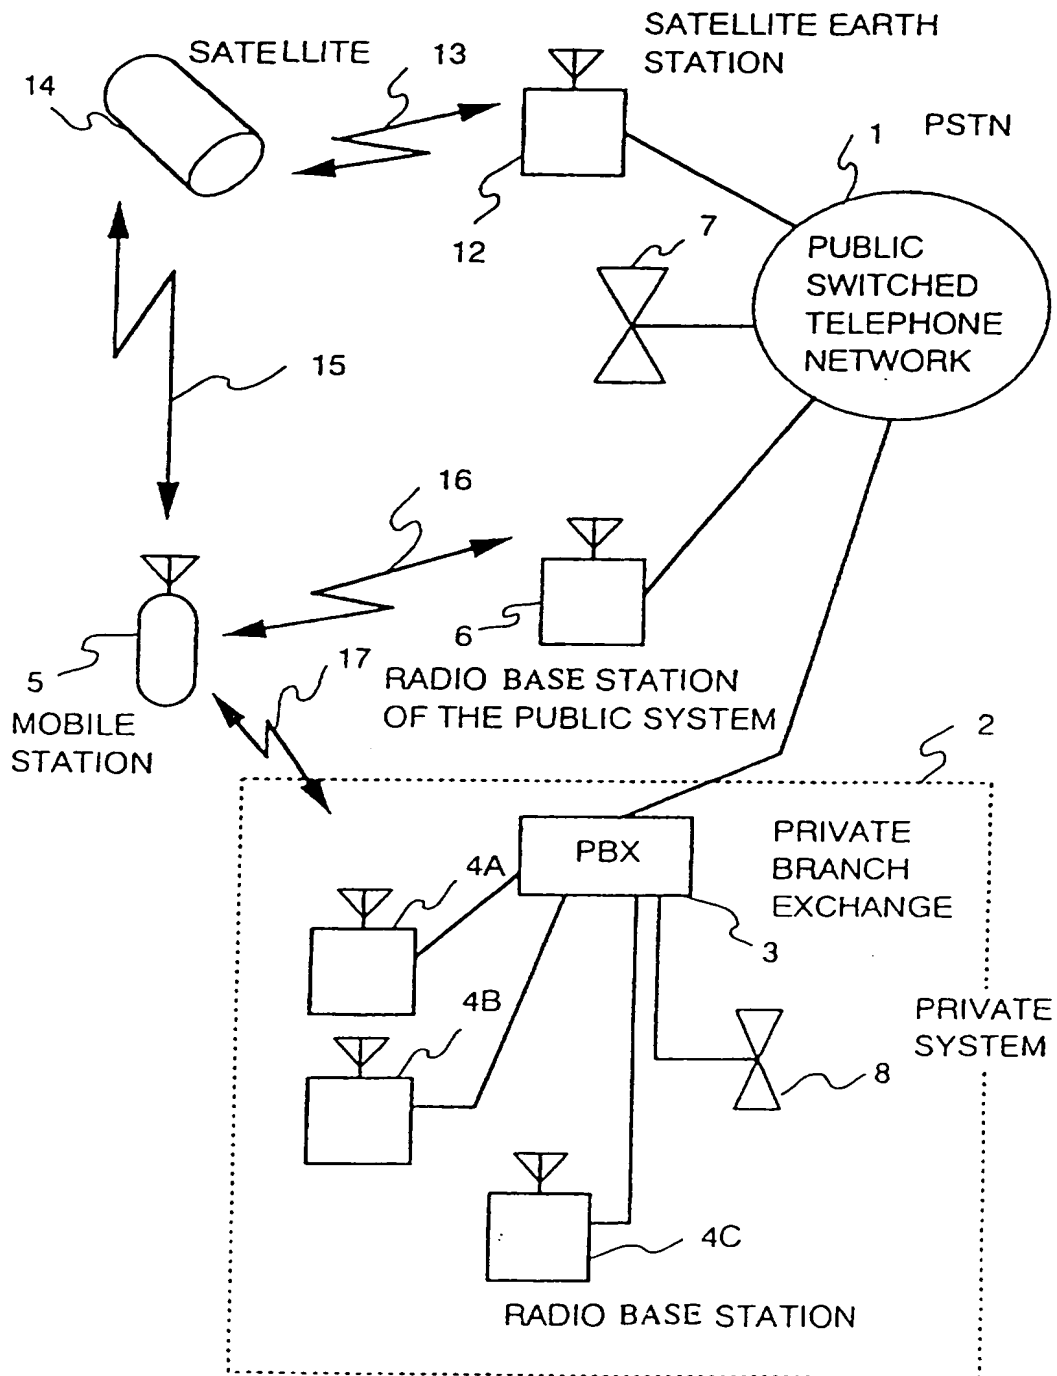 SATELLITE
13
SATELLITE EARTH
STATION
14
1
PSTN
12
7
PUBLIC
SWITCHED
TELEPHONE
NETWORK
15
16
6
5
17
MOBILE
STATION
RADIO BASE STATION
OF THE PUBLIC SYSTEM
2
PBX
PRIVATE
BRANCH
EXCHANGE
4A
3
4B
PRIVATE
SYSTEM
8
4C
RADIO BASE STATION